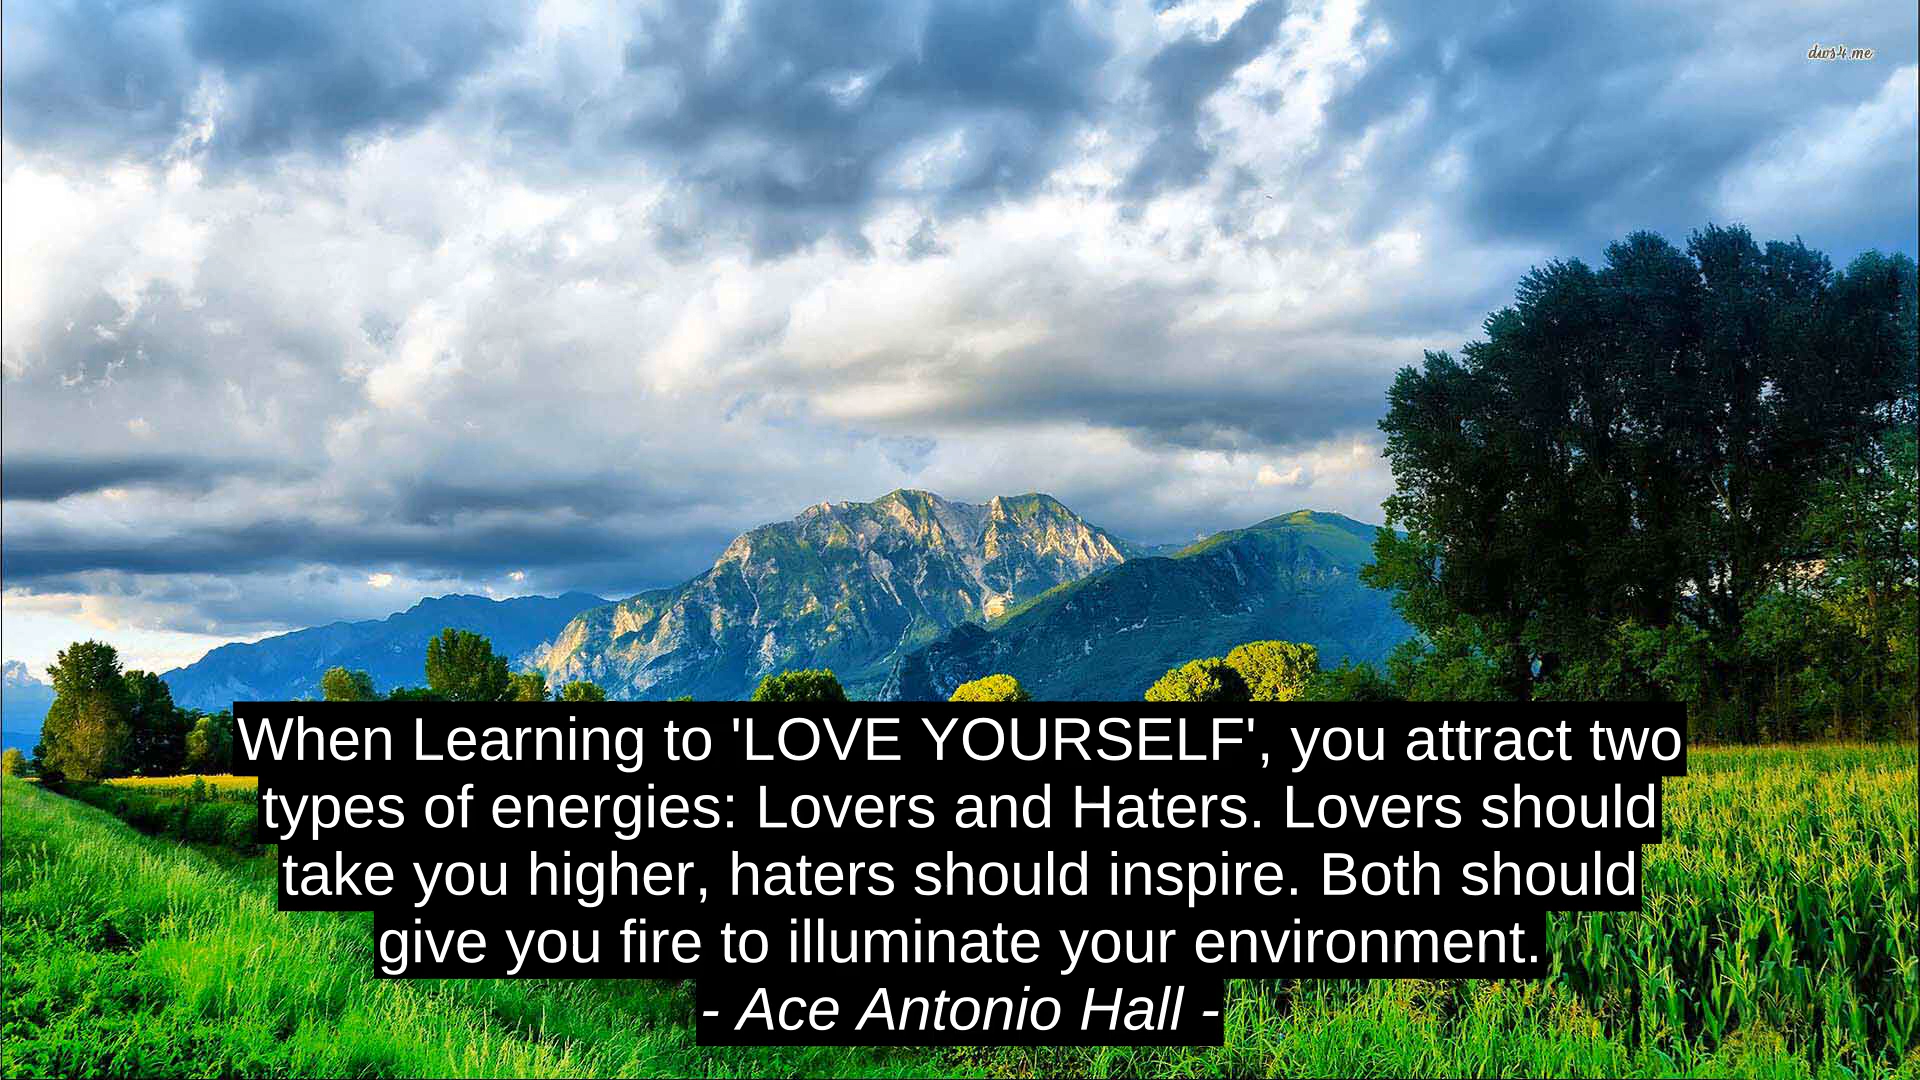 dws4.me
When Learning to 'LOVE YOURSELF', you attract two
types of energies: Lovers and Haters. Lovers should
take you higher, haters should inspire. Both should
give you fire to illuminate your environment.
- Ace Antonio Hall -